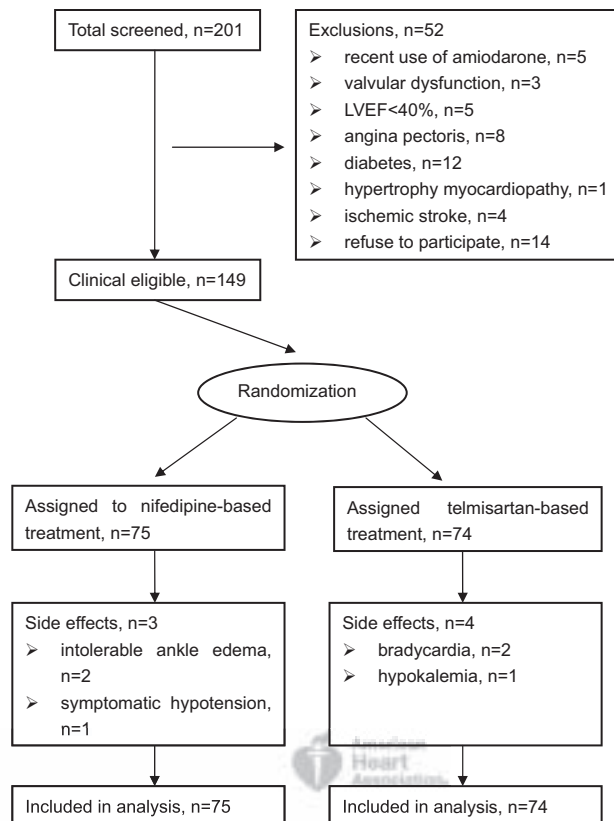 Total screened, n=201
Exclusions, n=52
➢ recent use of amiodarone, n=5
➢ valvular dysfunction, n=3
➢ LVEF<40%, n=5
➢ angina pectoris, n=8
➢ diabetes, n=12
➢ hypertrophy myocardiopathy, n=1
➢ ischemic stroke, n=4
➢ refuse to participate, n=14
Clinical eligible, n=149
Randomization
Assigned to nifedipine-based
treatment, n=75
Assigned telmisartan-based
treatment, n=74
Side effects, n=3
➢ intolerable ankle edema,
n=2
➢ symptomatic hypotension,
n=1
Side effects, n=4
➢ bradycardia, n=2
➢ hypokalemia, n=1
American
Heart
Association
Included in analysis, n=75
Included in analysis, n=74